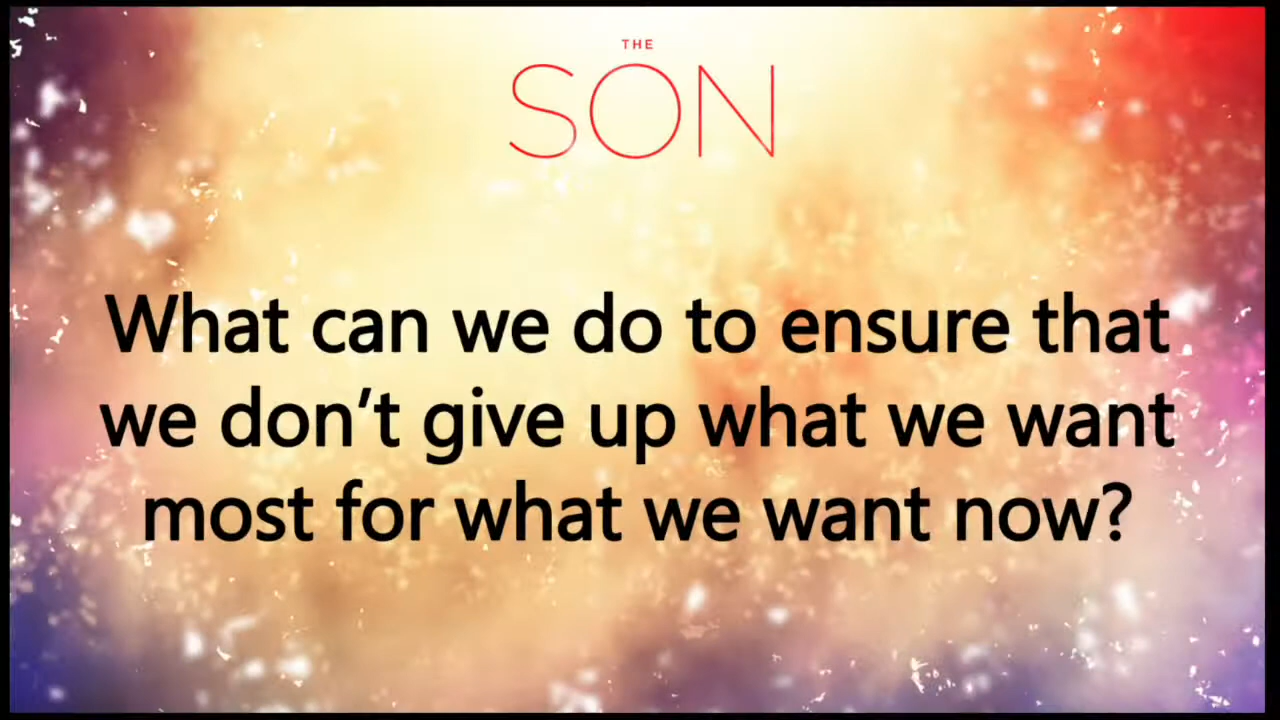 THE
SON
What can we do to ensure that
we don’t give up what we want
most for what we want now?